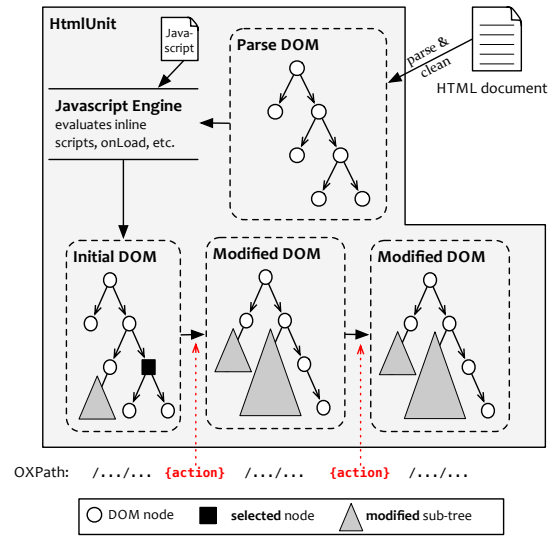 HtmlUnit
Java-
script
Parse DOM
parse &
clean
HTML document
Javascript Engine
evaluates inline
scripts, onLoad, etc.
Initial DOM
Modified DOM
Modified DOM
OXPath: /.../... {action} /.../... {action} /.../...
DOM node
selected node
modified sub-tree